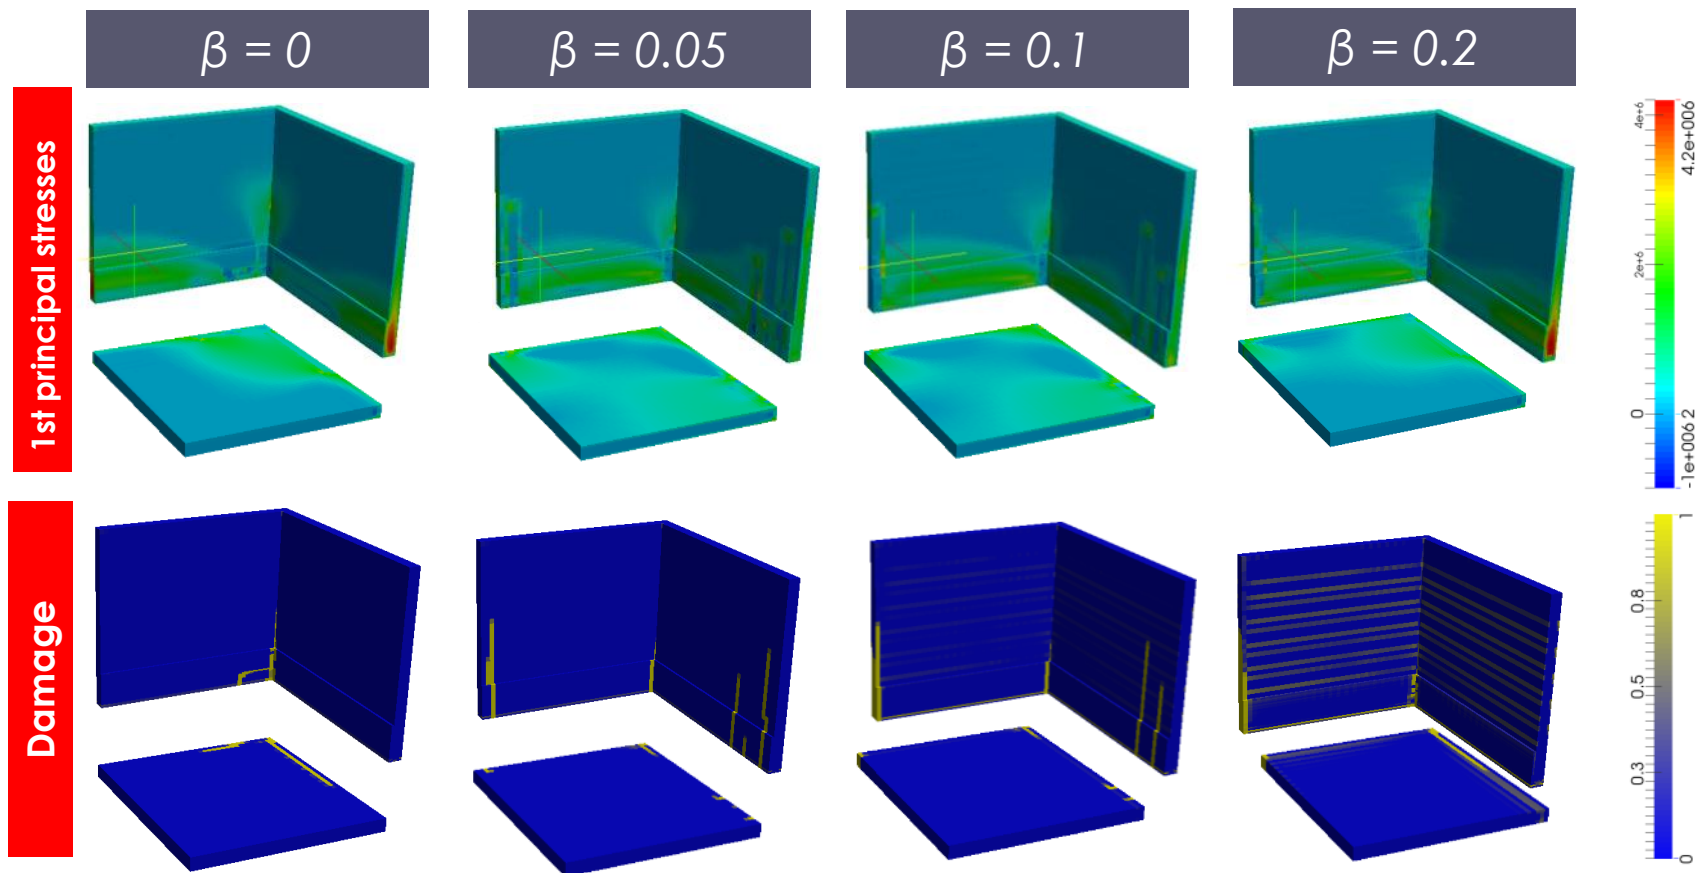 β = 0
β = 0.05
β = 0.1
β = 0.2
1st principal stresses
4e+6
2e+6
0
4.2e+006
-1e+006.2
Damage
0.8
0.5
0.3
1
0